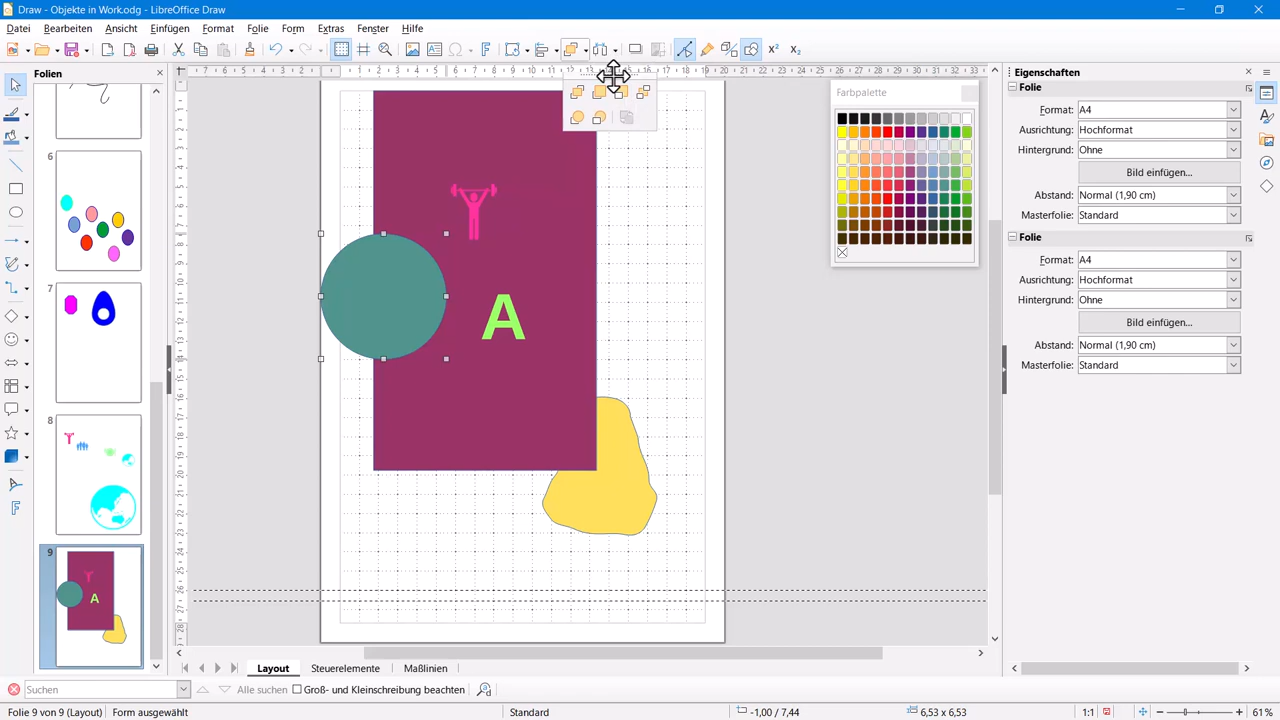 Draw - Objekte in Work.odg - LibreOffice Draw
Datei Bearbeiten Ansicht Einfügen Format Folie Form Extras Fenster Hilfe
Folien
Eigenschaften
Farbpalette
Folie
Format: A4
Ausrichtung: Hochformat
Hintergrund: Ohne
Bild einfügen...
Abstand: Normal (1,90 cm)
Masterfolie: Standard
Folie
Format: A4
Ausrichtung: Hochformat
Hintergrund: Ohne
Bild einfügen...
Abstand: Normal (1,90 cm)
Masterfolie: Standard
6
7
8
9
A
A
Layout Steuerelemente Maßlinien
Suchen Alle suchen Groß- und Kleinschreibung beachten
Folie 9 von 9 (Layout) Form ausgewählt Standard -1,00 / 7,44 6,53 x 6,53 1:1 61%